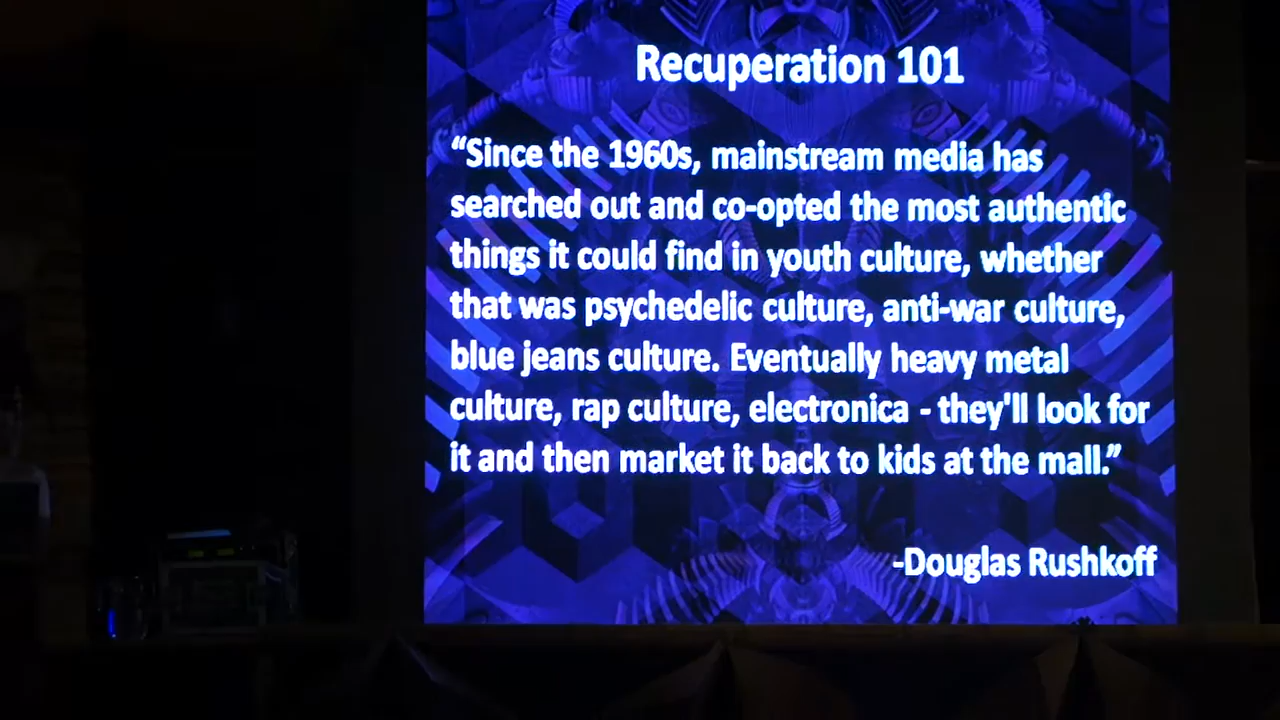 Recuperation 101
“Since the 1960s, mainstream media has
searched out and co-opted the most authentic
things it could find in youth culture, whether
that was psychedelic culture, anti-war culture,
blue jeans culture. Eventually heavy metal
culture, rap culture, electronica - they'll look for
it and then market it back to kids at the mall.”
-Douglas Rushkoff